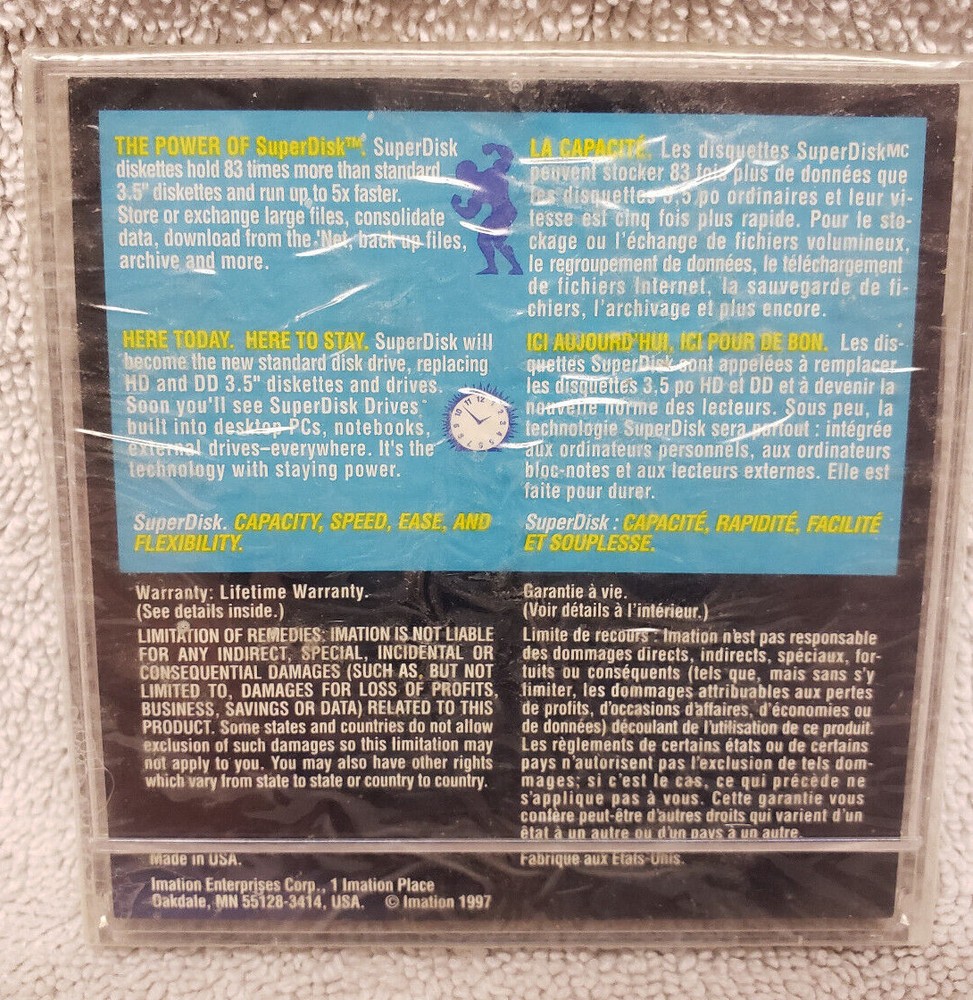 THE POWER OF SuperDisk™. SuperDisk
diskettes hold 83 times more than standard
3.5" diskettes and run up to 5x faster.
Store or exchange large files, consolidate
data, download from the 'Net, back up files,
archive and more.
HERE TODAY. HERE TO STAY. SuperDisk will
become the new standard disk drive, replacing
HD and DD 3.5" diskettes and drives.
Soon you'll see SuperDisk Drives
built into desktop PCs, notebooks,
external drives–everywhere. It's the
technology with staying power.
11 12 1
10 2
9 3
8 4
7 6 5
SuperDisk. CAPACITY, SPEED, EASE, AND
FLEXIBILITY.
Warranty: Lifetime Warranty.
(See details inside.)
LIMITATION OF REMEDIES: IMATION IS NOT LIABLE
FOR ANY INDIRECT, SPECIAL, INCIDENTAL OR
CONSEQUENTIAL DAMAGES (SUCH AS, BUT NOT
LIMITED TO, DAMAGES FOR LOSS OF PROFITS,
BUSINESS, SAVINGS OR DATA) RELATED TO THIS
PRODUCT. Some states and countries do not allow
exclusion of such damages so this limitation may
not apply to you. You may also have other rights
which vary from state to state or country to country.
Made in USA.
Imation Enterprises Corp., 1 Imation Place
Oakdale, MN 55128-3414, USA. © Imation 1997
LA CAPACITÉ. Les disquettes SuperDiskMC
peuvent stocker 83 fois plus de données que
les disquettes 3,5 po ordinaires et leur vi-
tesse est cinq fois plus rapide. Pour le sto-
ckage ou l'échange de fichiers volumineux,
le regroupement de données, le téléchargement
de fichiers Internet, la sauvegarde de fi-
chiers, l'archivage et plus encore.
ICI AUJOURD'HUI, ICI POUR DE BON. Les dis-
quettes SuperDisk sont appelées à remplacer
les disquettes 3,5 po HD et DD et à devenir la
nouvelle norme des lecteurs. Sous peu, la
technologie SuperDisk sera partout : intégrée
aux ordinateurs personnels, aux ordinateurs
bloc-notes et aux lecteurs externes. Elle est
faite pour durer.
SuperDisk : CAPACITÉ, RAPIDITÉ, FACILITÉ
ET SOUPLESSE.
Garantie à vie.
(Voir détails à l'intérieur.)
Limite de recours : Imation n'est pas responsable
des dommages directs, indirects, spéciaux, for-
tuits ou conséquents (tels que, mais sans s'y
limiter, les dommages attribuables aux pertes
de profits, d'occasions d'affaires, d'économies ou
de données) découlant de l'utilisation de ce produit.
Les règlements de certains états ou de certains
pays n'autorisent pas l'exclusion de tels dom-
mages; si c'est le cas, ce qui précède ne
s'applique pas à vous. Cette garantie vous
confère peut-être d'autres droits qui varient d'un
état à un autre ou d'un pays à un autre.
Fabriqué aux États-Unis.